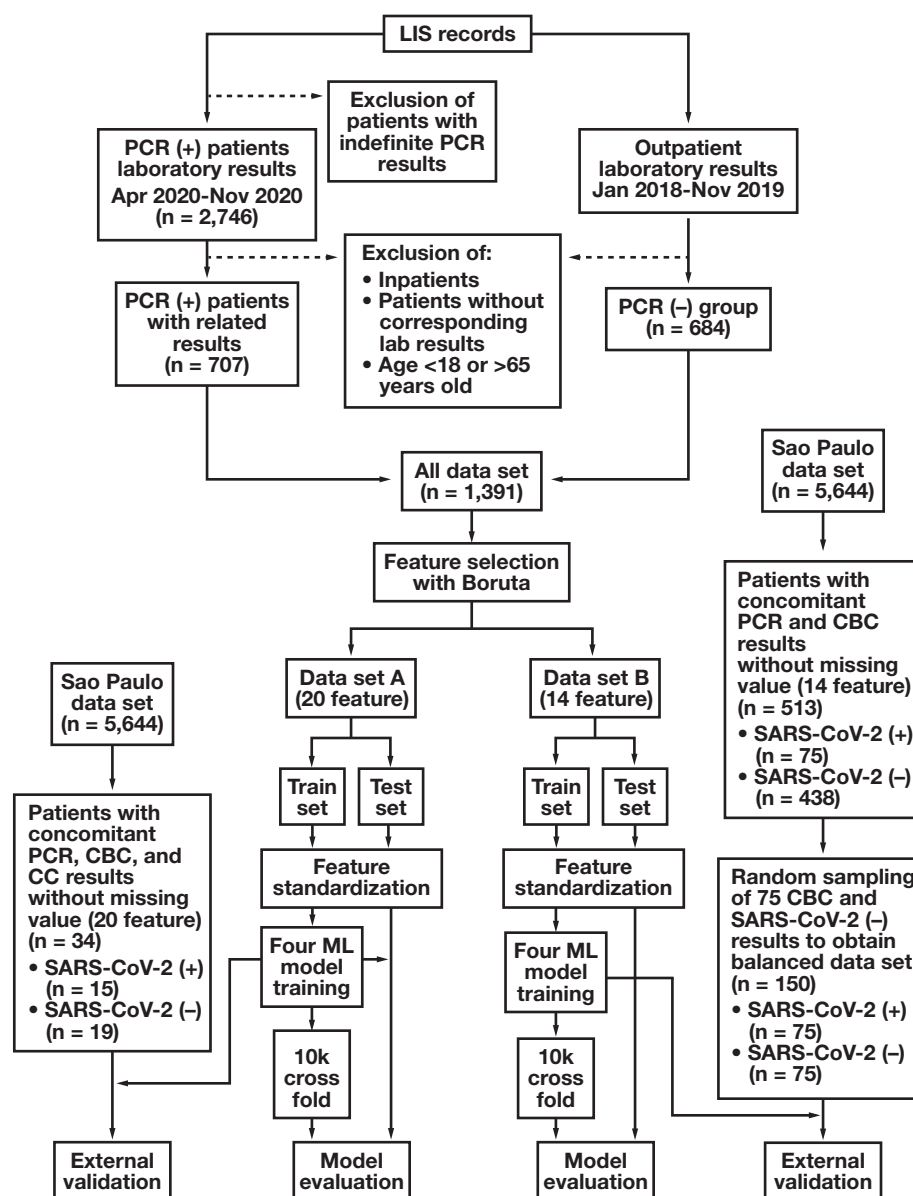 LIS records
Exclusion of
patients with
indefinite PCR
results
PCR (+) patients
laboratory results
Apr 2020-Nov 2020
(n = 2,746)
Outpatient
laboratory results
Jan 2018-Nov 2019
Exclusion of:
• Inpatients
• Patients without
corresponding
lab results
• Age <18 or >65
years old
PCR (+) patients
with related
results
(n = 707)
PCR (–) group
(n = 684)
All data set
(n = 1,391)
Sao Paulo
data set
(n = 5,644)
Feature selection
with Boruta
Patients with
concomitant
PCR and CBC
results
without missing
value (14 feature)
(n = 513)
• SARS-CoV-2 (+)
(n = 75)
• SARS-CoV-2 (–)
(n = 438)
Sao Paulo
data set
(n = 5,644)
Data set A
(20 feature)
Data set B
(14 feature)
Train
set
Test
set
Train
set
Test
set
Patients with
concomitant
PCR, CBC, and
CC results
without missing
value (20 feature)
(n = 34)
• SARS-CoV-2 (+)
(n = 15)
• SARS-CoV-2 (–)
(n = 19)
Feature
standardization
Feature
standardization
Random sampling
of 75 CBC and
SARS-CoV-2 (–)
results to obtain
balanced data set
(n = 150)
• SARS-CoV-2 (+)
(n = 75)
• SARS-CoV-2 (–)
(n = 75)
Four ML
model
training
Four ML
model
training
10k
cross
fold
10k
cross
fold
External
validation
Model
evaluation
Model
evaluation
External
validation